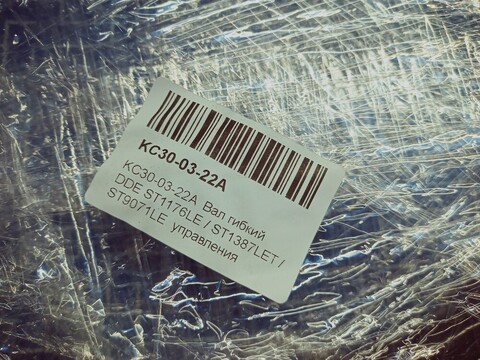 KC30-03-22A
KC30-03-22A Вал гибкий
DDE ST1176LE / ST1387LET /
ST9071LE управления